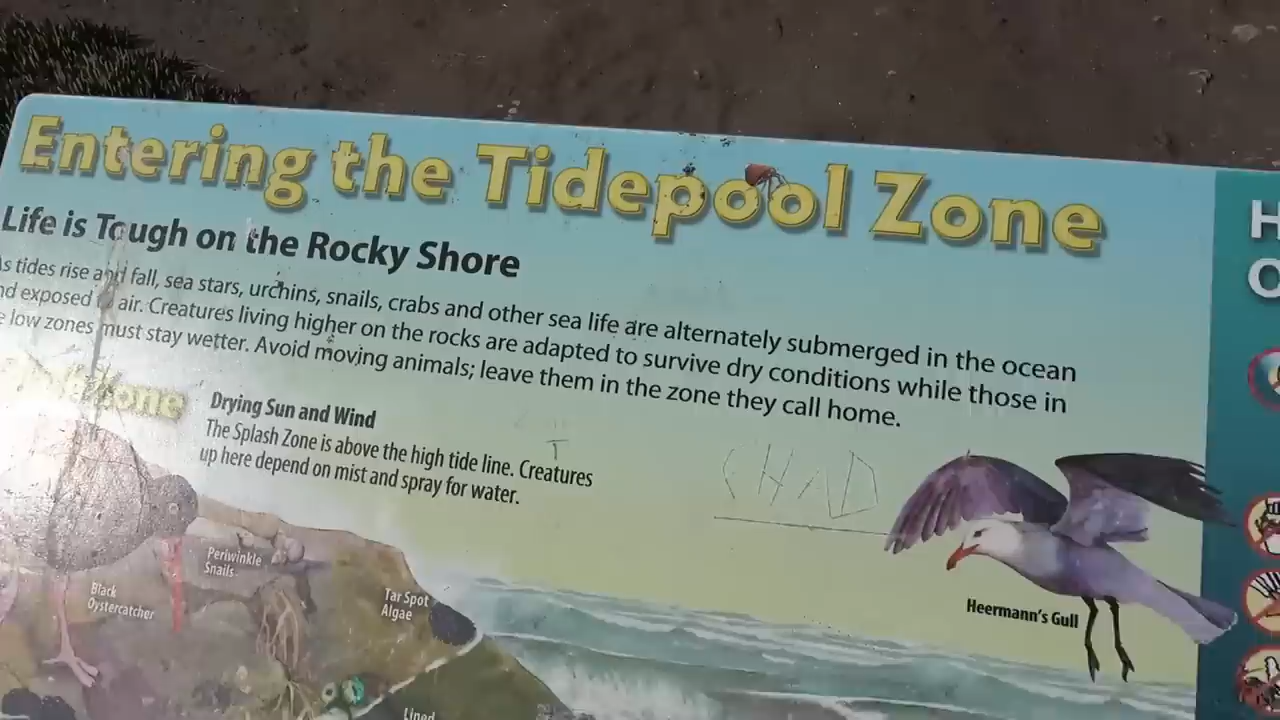 Entering the Tidepool Zone
Life is Tough on the Rocky Shore
As tides rise and fall, sea stars, urchins, snails, crabs and other sea life are alternately submerged in the ocean
and exposed to air. Creatures living higher on the rocks are adapted to survive dry conditions while those in
low zones must stay wetter. Avoid moving animals; leave them in the zone they call home.
Splash Zone
Drying Sun and Wind
The Splash Zone is above the high tide line. Creatures
up here depend on mist and spray for water.
CHAD
Periwinkle
Snails
Black
Oystercatcher
Tar Spot
Algae
Heermann's Gull
Lined
H